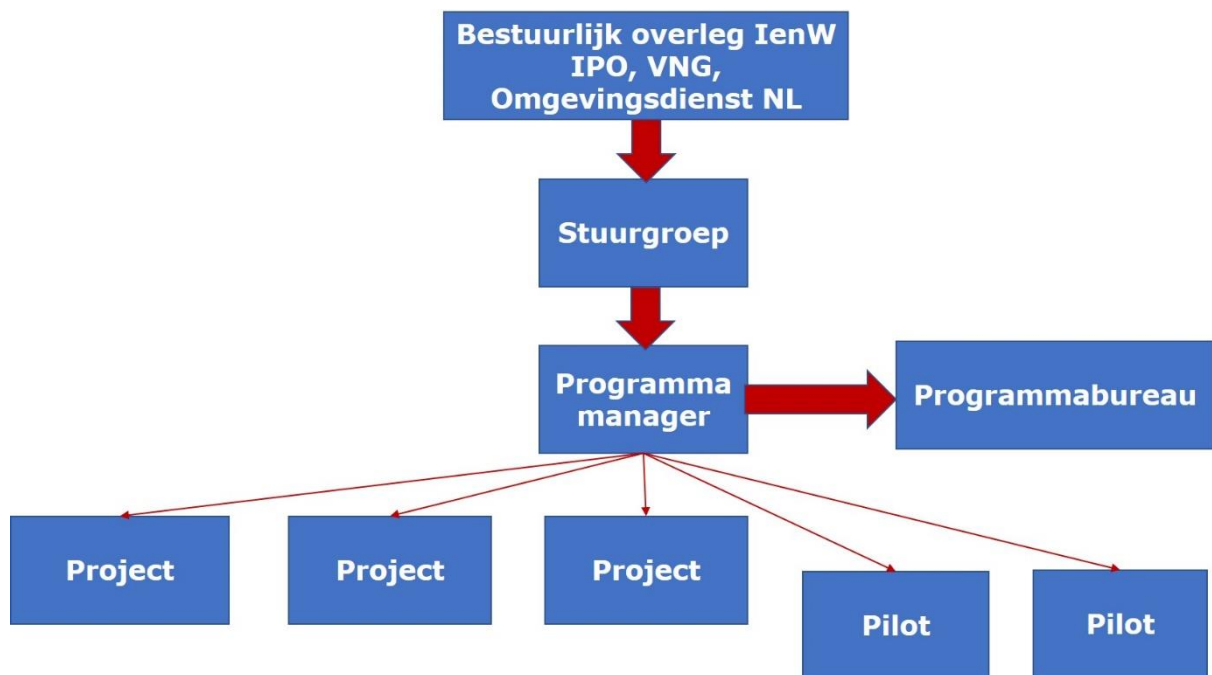 Bestuurlijk overleg IenW
IPO, VNG,
Omgevingsdienst NL
Stuurgroep
Programma
manager
Programmabureau
Project
Project
Project
Pilot
Pilot